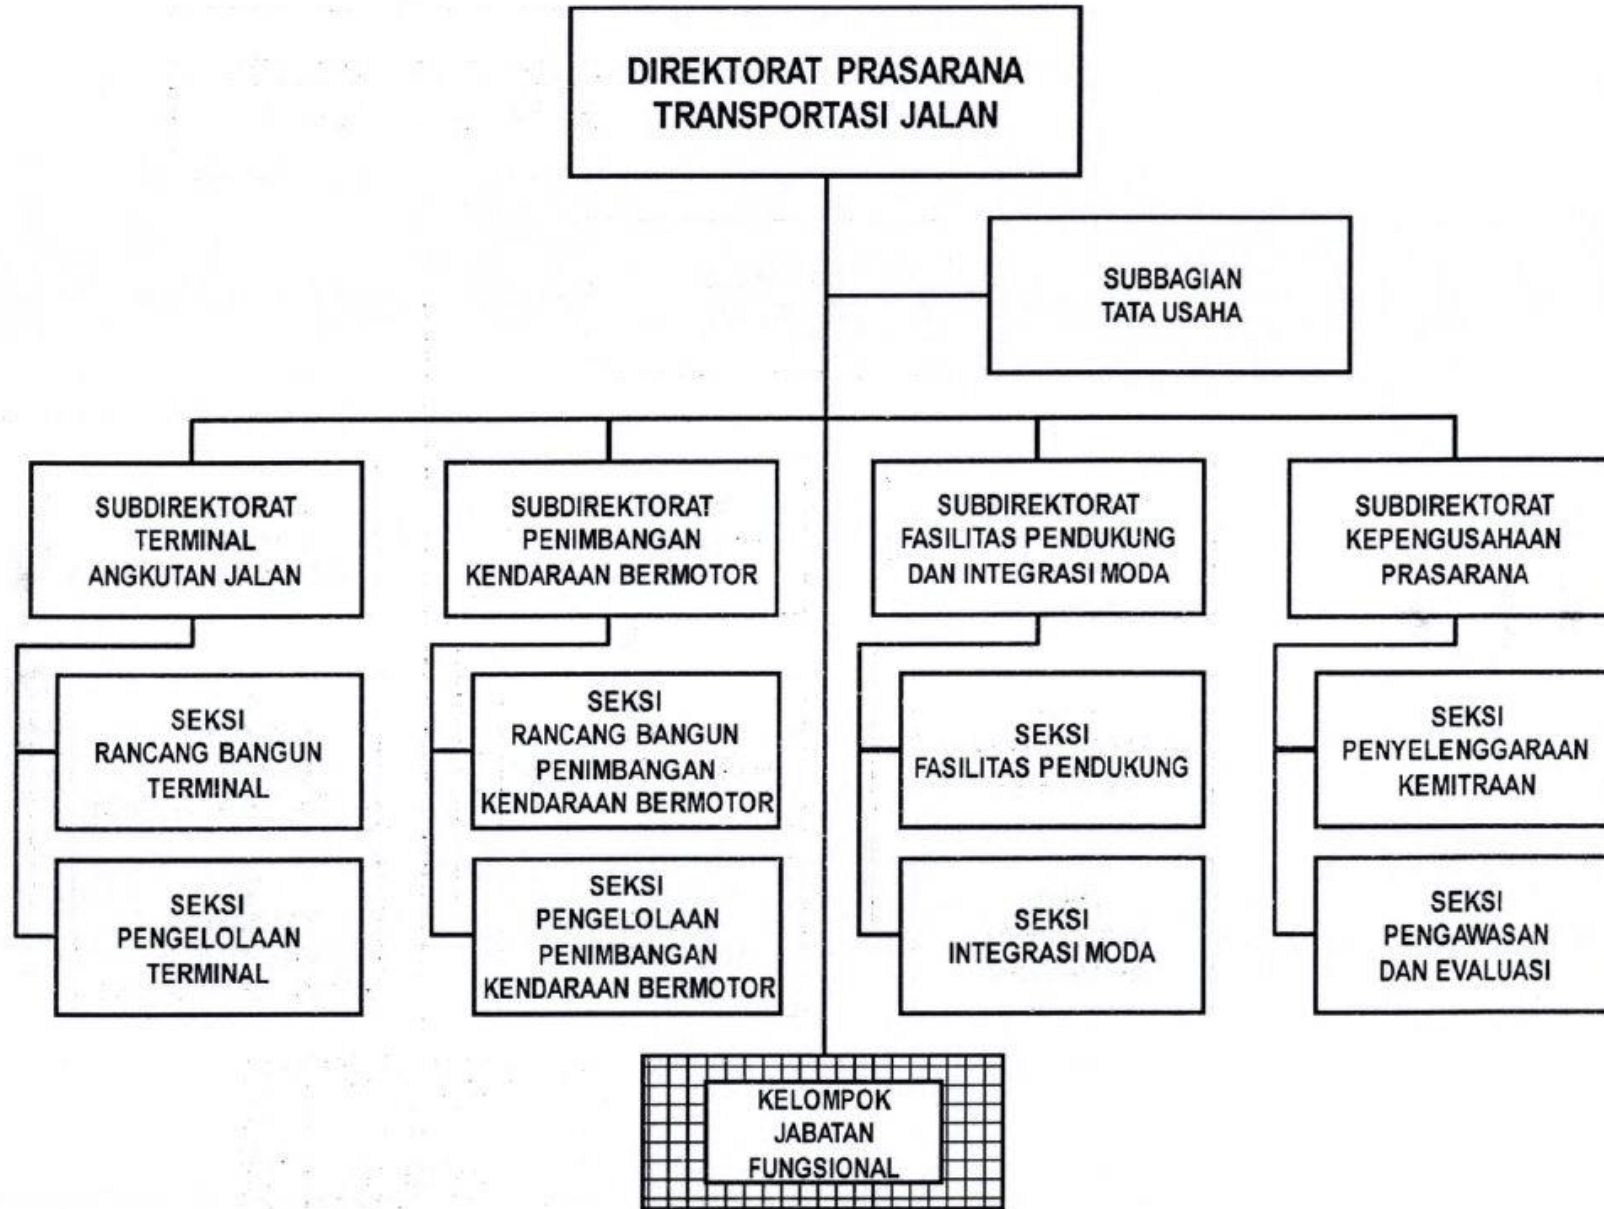 DIREKTORAT PRASARANA
TRANSPORTASI JALAN
SUBBAGIAN
TATA USAHA
SUBDIREKTORAT
TERMINAL
ANGKUTAN JALAN
SUBDIREKTORAT
PENIMBANGAN
KENDARAAN BERMOTOR
SUBDIREKTORAT
FASILITAS PENDUKUNG
DAN INTEGRASI MODA
SUBDIREKTORAT
KEPENGUSAHAAN
PRASARANA
SEKSI
RANCANG BANGUN
TERMINAL
SEKSI
RANCANG BANGUN
PENIMBANGAN
KENDARAAN BERMOTOR
SEKSI
FASILITAS PENDUKUNG
SEKSI
PENYELENGGARAAN
KEMITRAAN
SEKSI
PENGELOLAAN
TERMINAL
SEKSI
PENGELOLAAN
PENIMBANGAN
KENDARAAN BERMOTOR
SEKSI
INTEGRASI MODA
SEKSI
PENGAWASAN
DAN EVALUASI
KELOMPOK
JABATAN
FUNGSIONAL